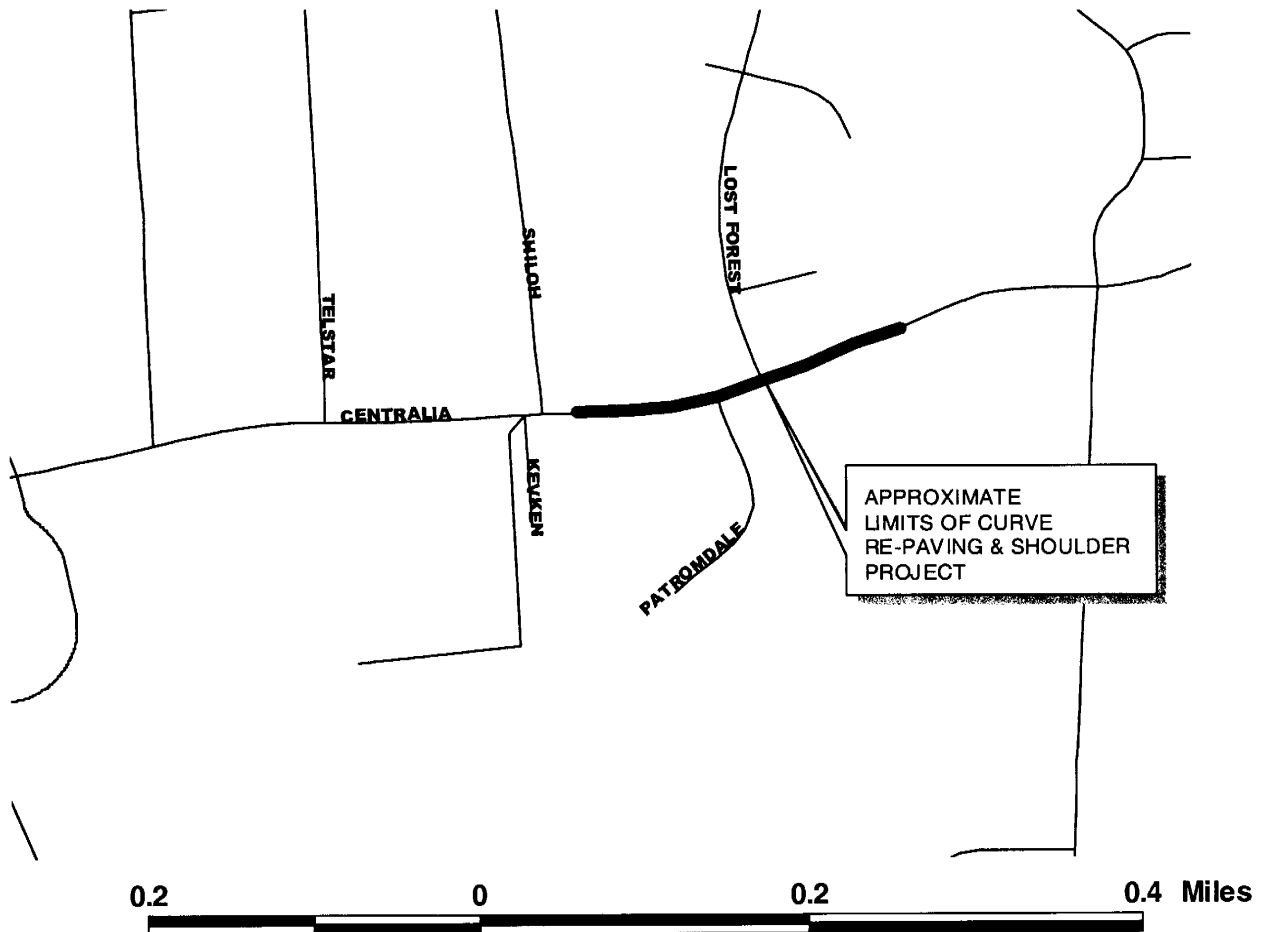 LOST FOREST
SHILOH
TELSTAR
CENTRALIA
KEVKEN
PATROMDALE
APPROXIMATE
LIMITS OF CURVE
RE-PAVING & SHOULDER
PROJECT
0.2 0 0.2 0.4 Miles